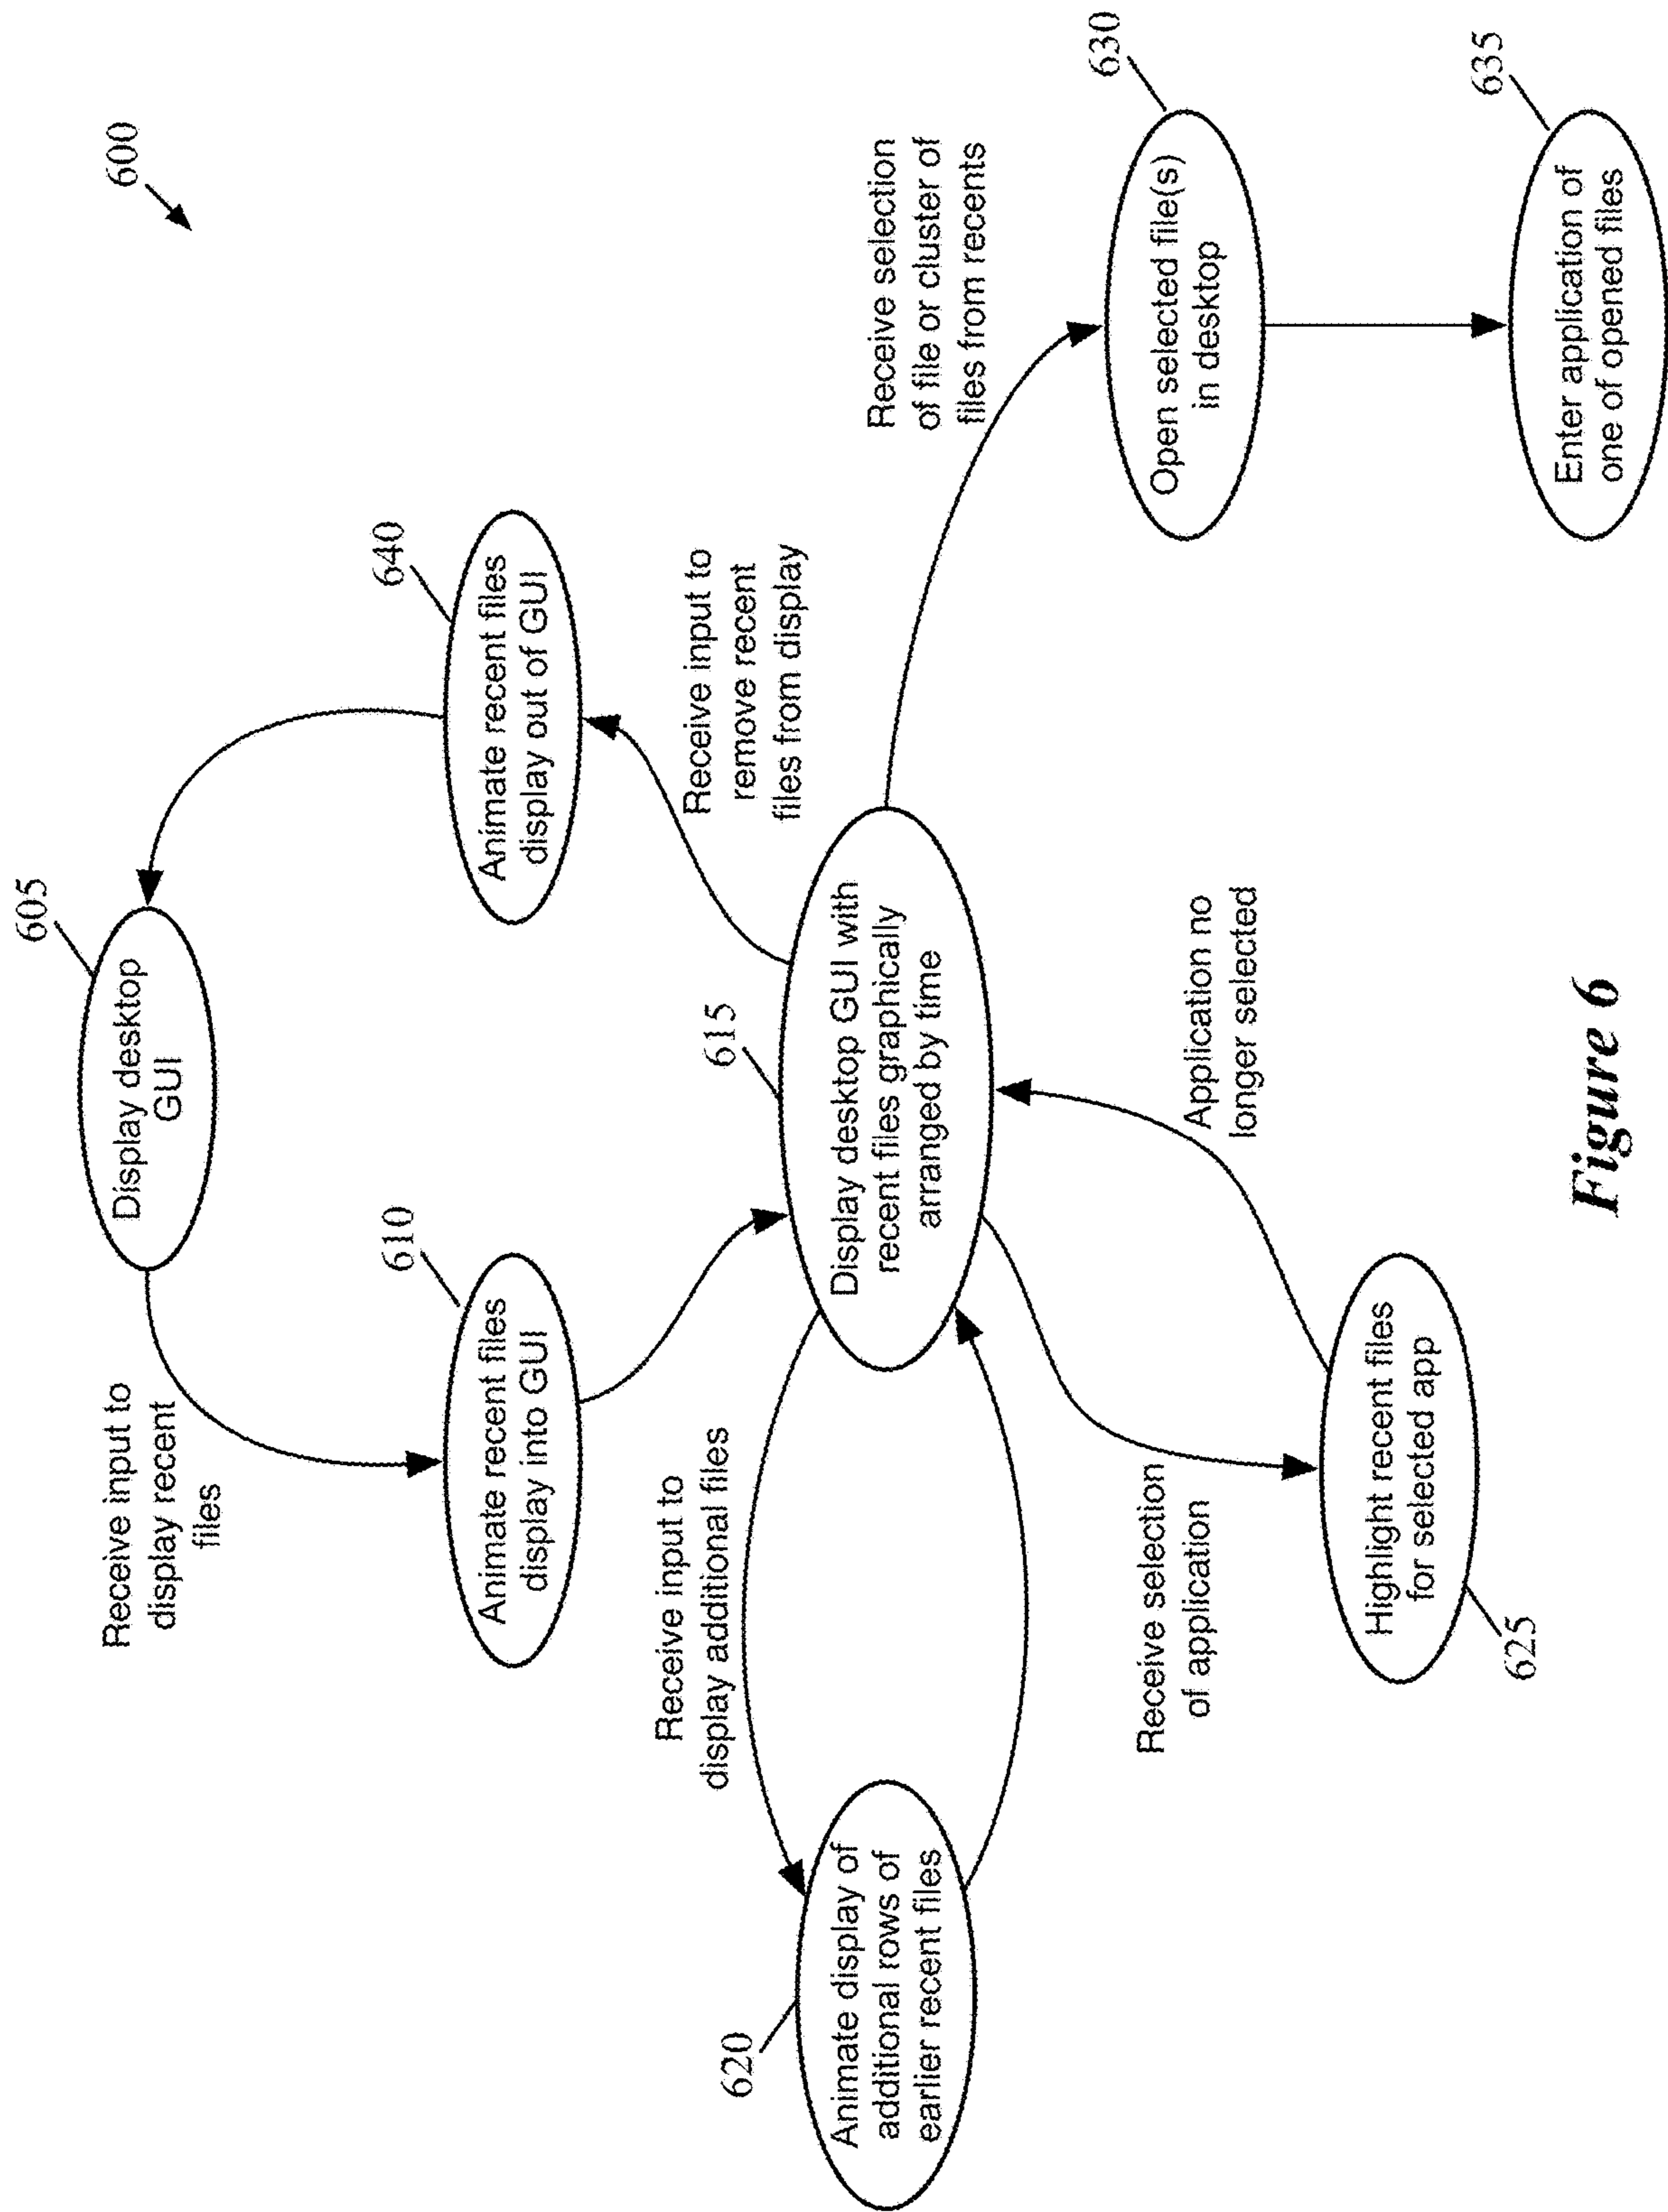 600
605
Display desktop
GUI
Receive input to
display recent
files
610
Animate recent files
display into GUI
640
Animate recent files
display out of GUI
Receive input to
remove recent
files from display
Receive input to
display additional files
615
Display desktop GUI with
recent files graphically
arranged by time
620
Animate display of
additional rows of
earlier recent files
Receive selection
of file or cluster of
files from recents
Receive selection
of application
Application no
longer selected
630
Open selected file(s)
in desktop
625
Highlight recent files
for selected app
635
Enter application of
one of opened files
Figure 6